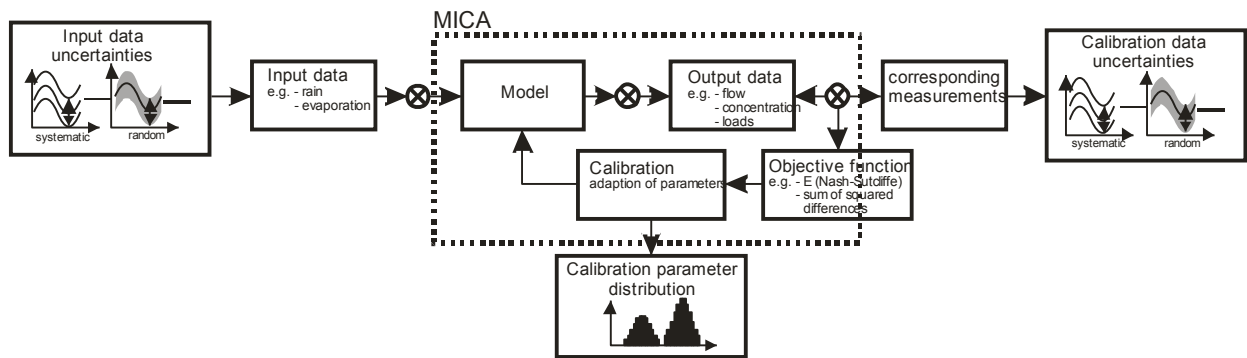 MICA
Input data
uncertainties
systematic
random
Input data
e.g. - rain
- evaporation
Model
Output data
e.g. - flow
- concentration
- loads
corresponding
measurements
Calibration data
uncertainties
systematic
random
Calibration
adaption of parameters
Objective function
e.g. - E (Nash-Sutcliffe)
- sum of squared
differences
Calibration parameter
distribution